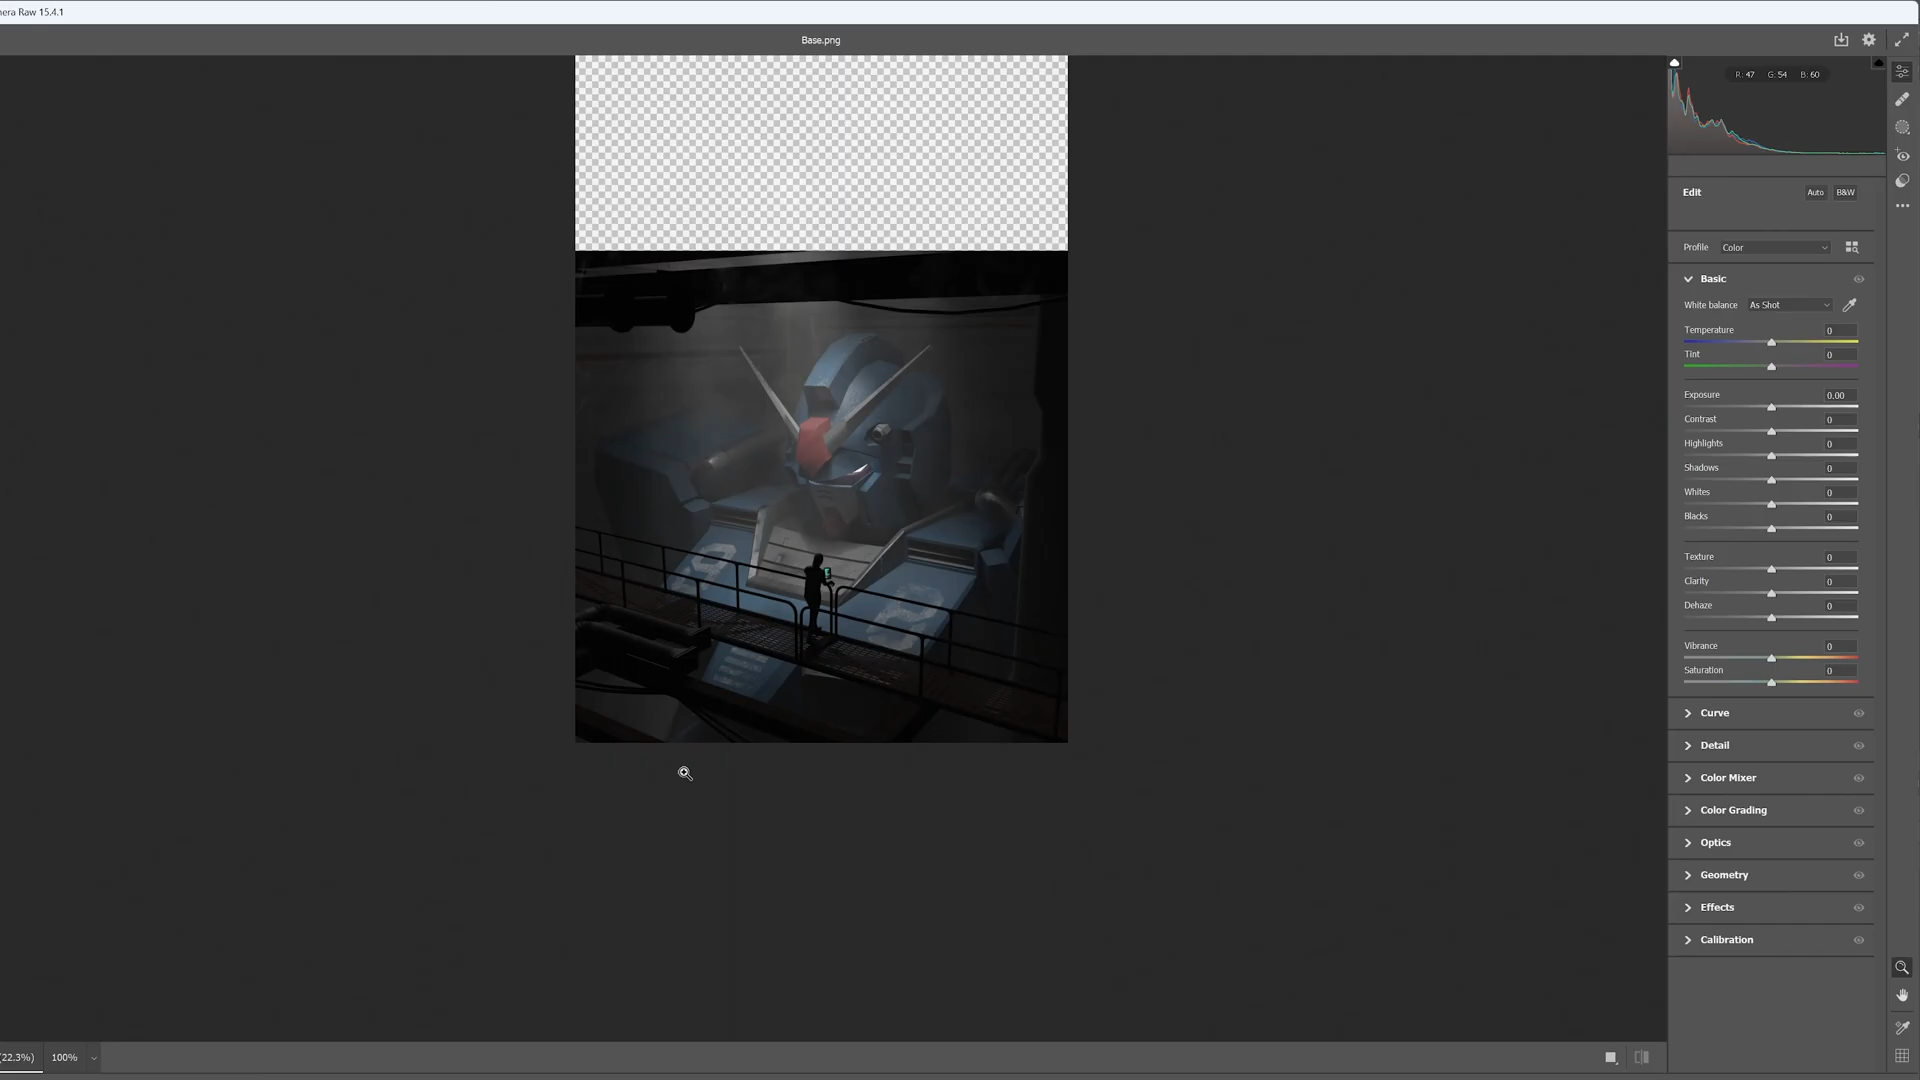 nera Raw 15.4.1
Base.png
R: 47 G: 54 B: 60
Edit Auto B&W
Profile Color
Basic
White balance As Shot
Temperature 0
Tint 0
Exposure 0.00
Contrast 0
Highlights 0
Shadows 0
Whites 0
Blacks 0
Texture 0
Clarity 0
Dehaze 0
Vibrance 0
Saturation 0
Curve
Detail
Color Mixer
Color Grading
Optics
Geometry
Effects
Calibration
(22.3%) 100%